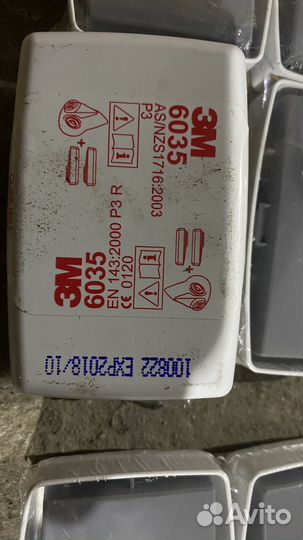 3M
6035
AS/NZS1716:2003
P3
3M
6035
EN 143:2000 P3 R
CE 0120
100822 EXP2018/10
Avito